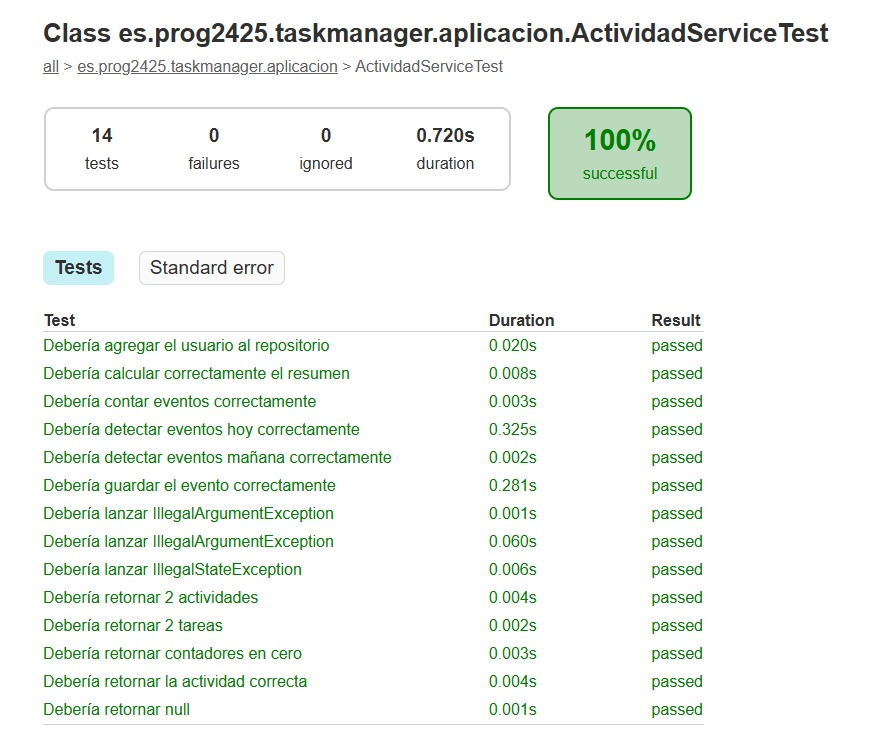 Class es.prog2425.taskmanager.aplicacion.ActividadServiceTest
all > es.prog2425.taskmanager.aplicacion > ActividadServiceTest
14 0 0 0.720s 100%
tests failures ignored duration successful
Tests Standard error
Test Duration Result
Debería agregar el usuario al repositorio 0.020s passed
Debería calcular correctamente el resumen 0.008s passed
Debería contar eventos correctamente 0.003s passed
Debería detectar eventos hoy correctamente 0.325s passed
Debería detectar eventos mañana correctamente 0.002s passed
Debería guardar el evento correctamente 0.281s passed
Debería lanzar IllegalArgumentException 0.001s passed
Debería lanzar IllegalArgumentException 0.060s passed
Debería lanzar IllegalStateException 0.006s passed
Debería retornar 2 actividades 0.004s passed
Debería retornar 2 tareas 0.002s passed
Debería retornar contadores en cero 0.003s passed
Debería retornar la actividad correcta 0.004s passed
Debería retornar null 0.001s passed